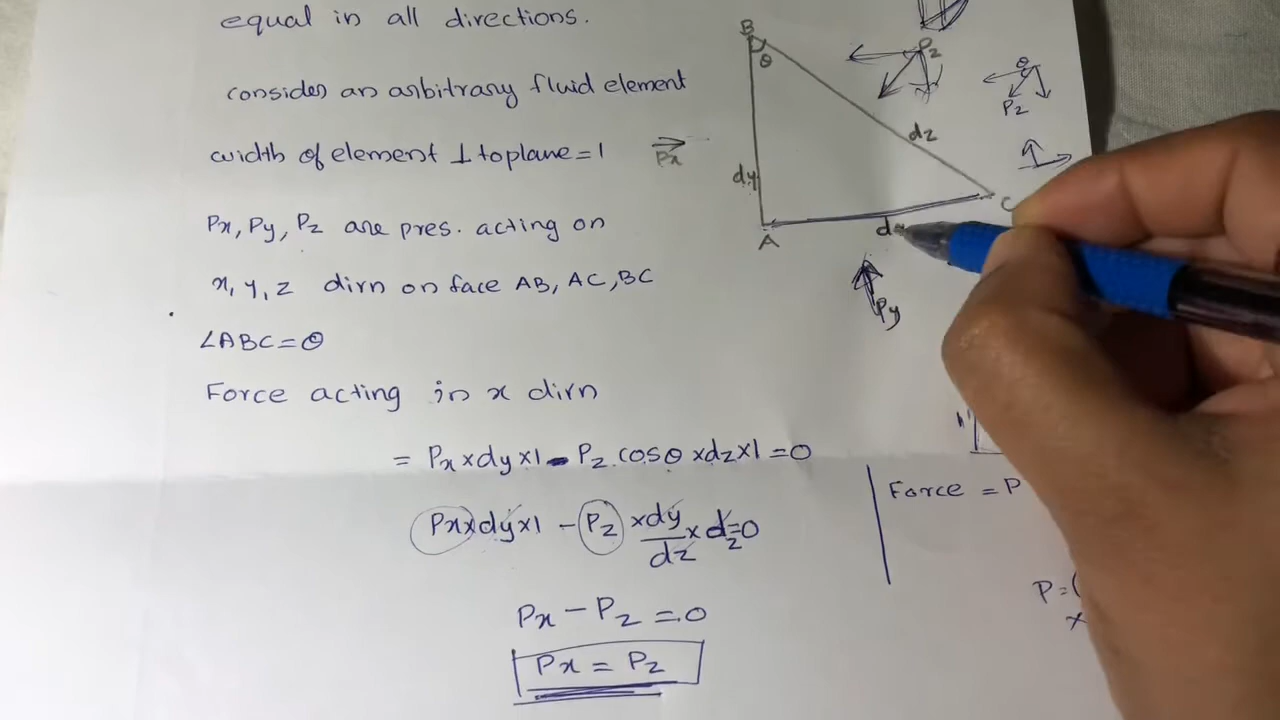 equal in all directions.
consider an arbitrary fluid element
width of element ⊥ to plane = 1
Px, Py, Pz are pres. acting on
x, y, z dirn on face AB, AC, BC
∠ABC = θ
Force acting in x dirn
= Px x dy x 1 - Pz cosθ x dz x 1 = 0
Px x dy x 1 - Pz x dy/dz x dz = 0
Px - Pz = 0
Px = Pz
B
θ
Pz
θ
Pz
dz
Px
dy
C
A
Py
Force = P
P = (